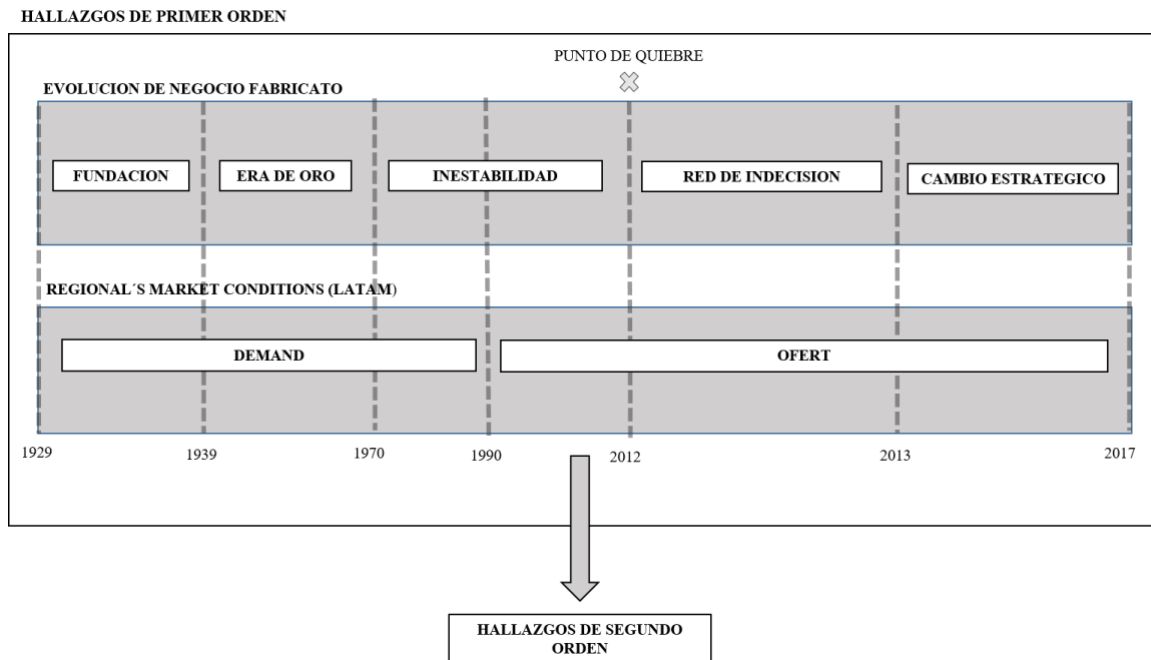 HALLAZGOS DE PRIMER ORDEN
PUNTO DE QUIEBRE
EVOLUCION DE NEGOCIO FABRICATO
FUNDACION
ERA DE ORO
INESTABILIDAD
RED DE INDECISION
CAMBIO ESTRATEGICO
REGIONAL´S MARKET CONDITIONS (LATAM)
DEMAND
OFERT
1929
1939
1970
1990
2012
2013
2017
HALLAZGOS DE SEGUNDO
ORDEN